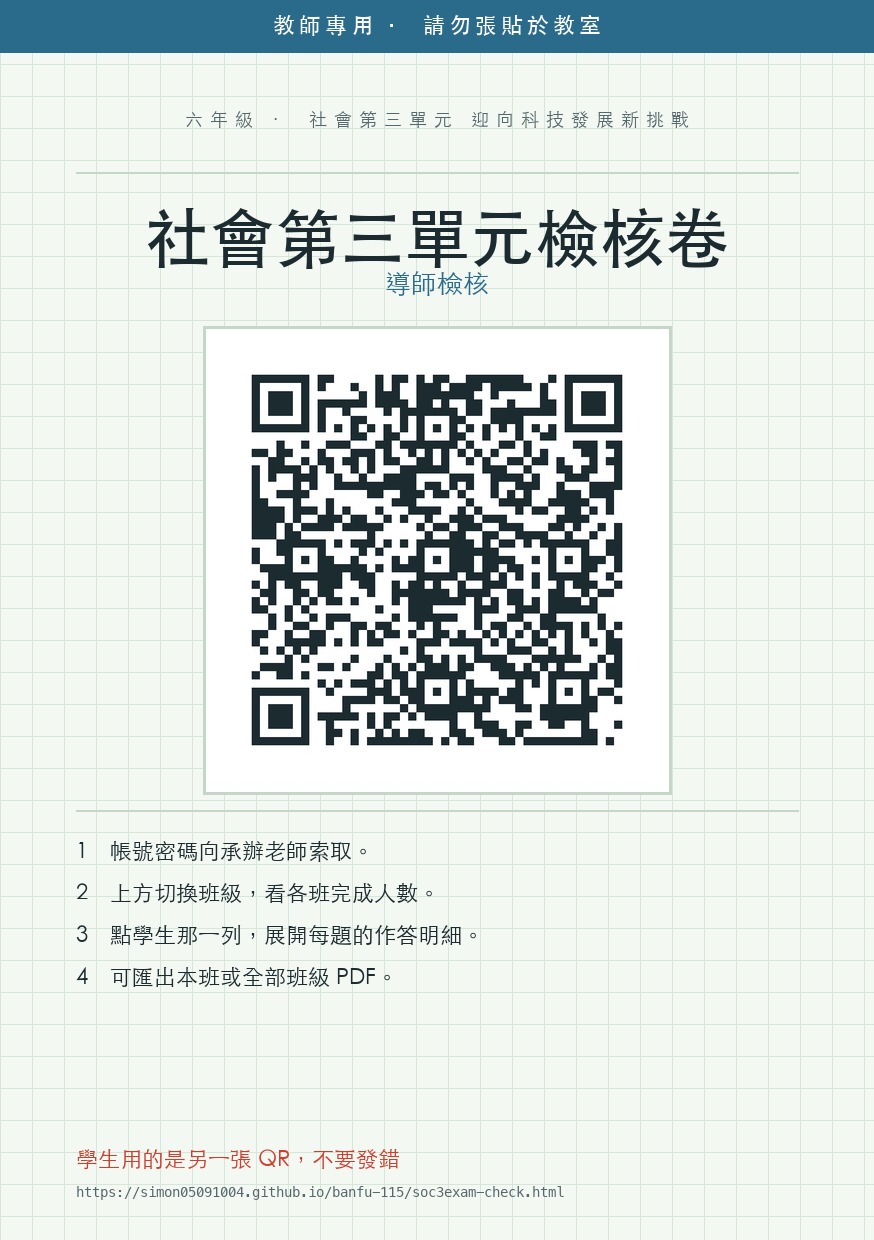 教師專用 · 請勿張貼於教室
六年級 · 社會第三單元 迎向科技發展新挑戰
社會第三單元檢核卷
導師檢核
1 帳號密碼向承辦老師索取。
2 上方切換班級，看各班完成人數。
3 點學生那一列，展開每題的作答明細。
4 可匯出本班或全部班級 PDF。
學生用的是另一張 QR，不要發錯
https://simon05091004.github.io/banfu-115/soc3exam-check.html